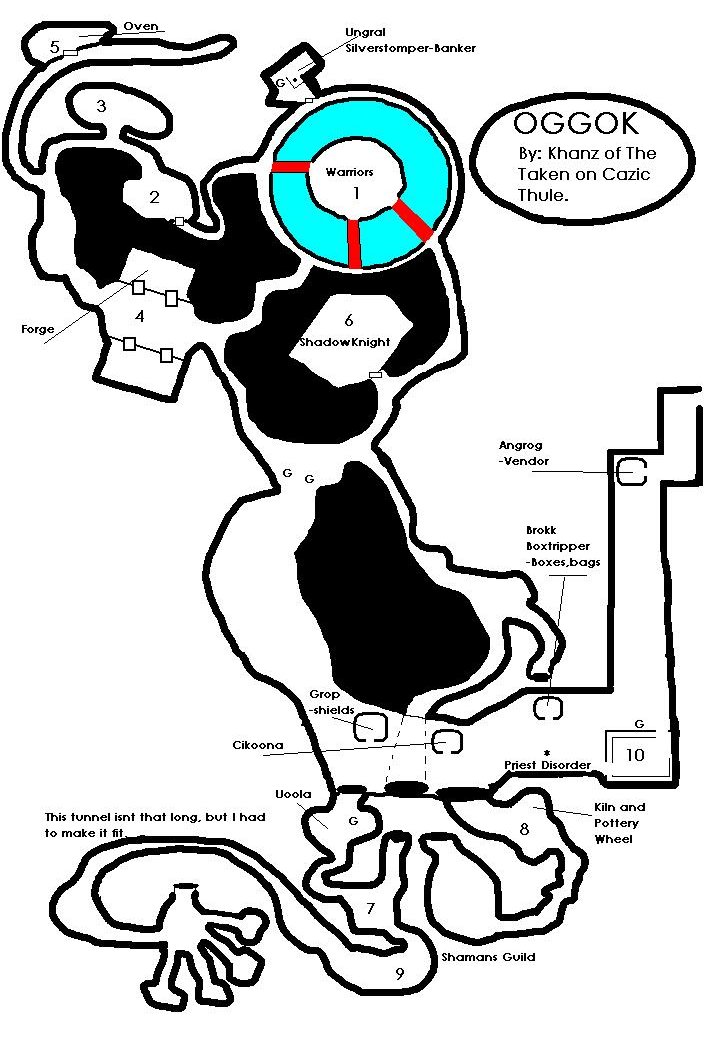 Oven
5
Ungral
Silverstomper-Banker
G
3
OGGOK
By: Khanz of The
Taken on Cazic
Thule.
Warriors
1
2
4
6
ShadowKnight
Forge
G G
Angrog
-Vendor
Brokk
Boxtripper
-Boxes,bags
Grop
-shields
Cikoona
G
10
*
Priest Disorder
Uoola
G
Kiln and
Pottery
Wheel
8
This tunnel isnt that long, but I had
to make it fit.
7
Shamans Guild
9